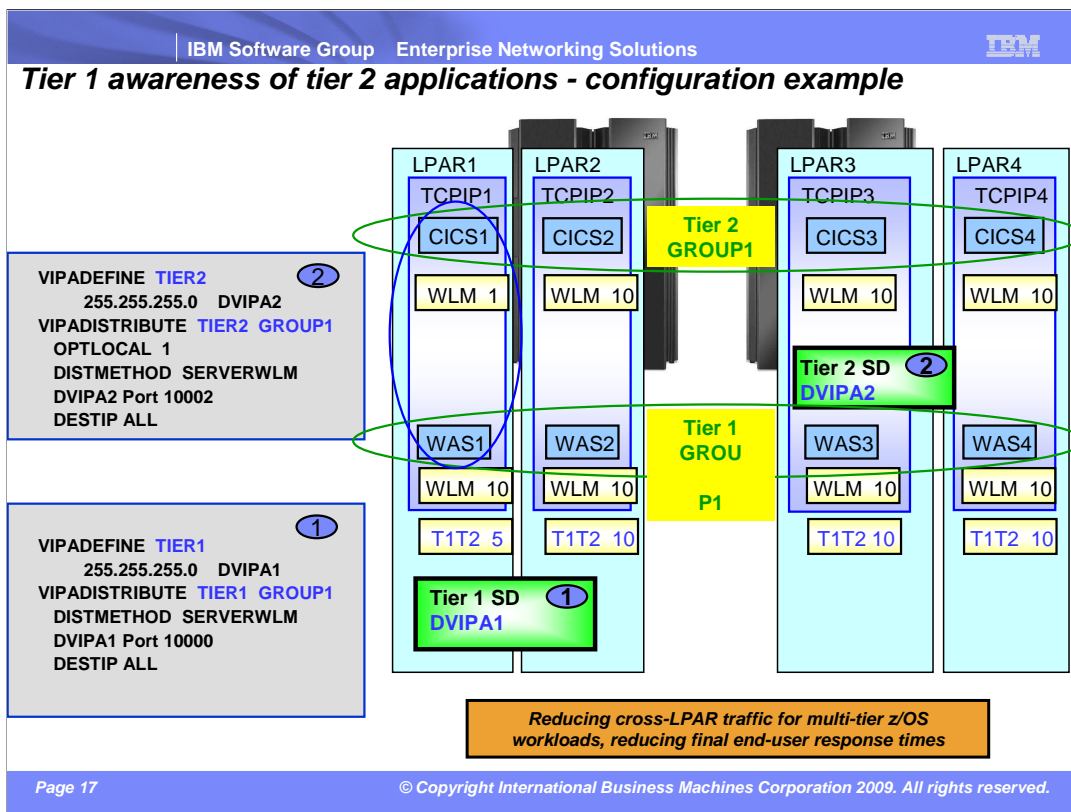 IBM Software Group Enterprise Networking Solutions
IBM
Tier 1 awareness of tier 2 applications - configuration example
LPAR1
LPAR2
LPAR3
LPAR4
TCPIP1
TCPIP2
TCPIP3
TCPIP4
CICS1
CICS2
Tier 2
GROUP1
CICS3
CICS4
WLM 1
WLM 10
WLM 10
WLM 10
2
VIPADEFINE TIER2
255.255.255.0 DVIPA2
VIPADISTRIBUTE TIER2 GROUP1
OPTLOCAL 1
DISTMETHOD SERVERWLM
DVIPA2 Port 10002
DESTIP ALL
Tier 2 SD 2
DVIPA2
WAS1
WAS2
Tier 1
GROU
P1
WAS3
WAS4
WLM 10
WLM 10
WLM 10
WLM 10
T1T2 5
T1T2 10
T1T2 10
T1T2 10
1
VIPADEFINE TIER1
255.255.255.0 DVIPA1
VIPADISTRIBUTE TIER1 GROUP1
DISTMETHOD SERVERWLM
DVIPA1 Port 10000
DESTIP ALL
Tier 1 SD 1
DVIPA1
Reducing cross-LPAR traffic for multi-tier z/OS
workloads, reducing final end-user response times
Page 17
© Copyright International Business Machines Corporation 2009. All rights reserved.